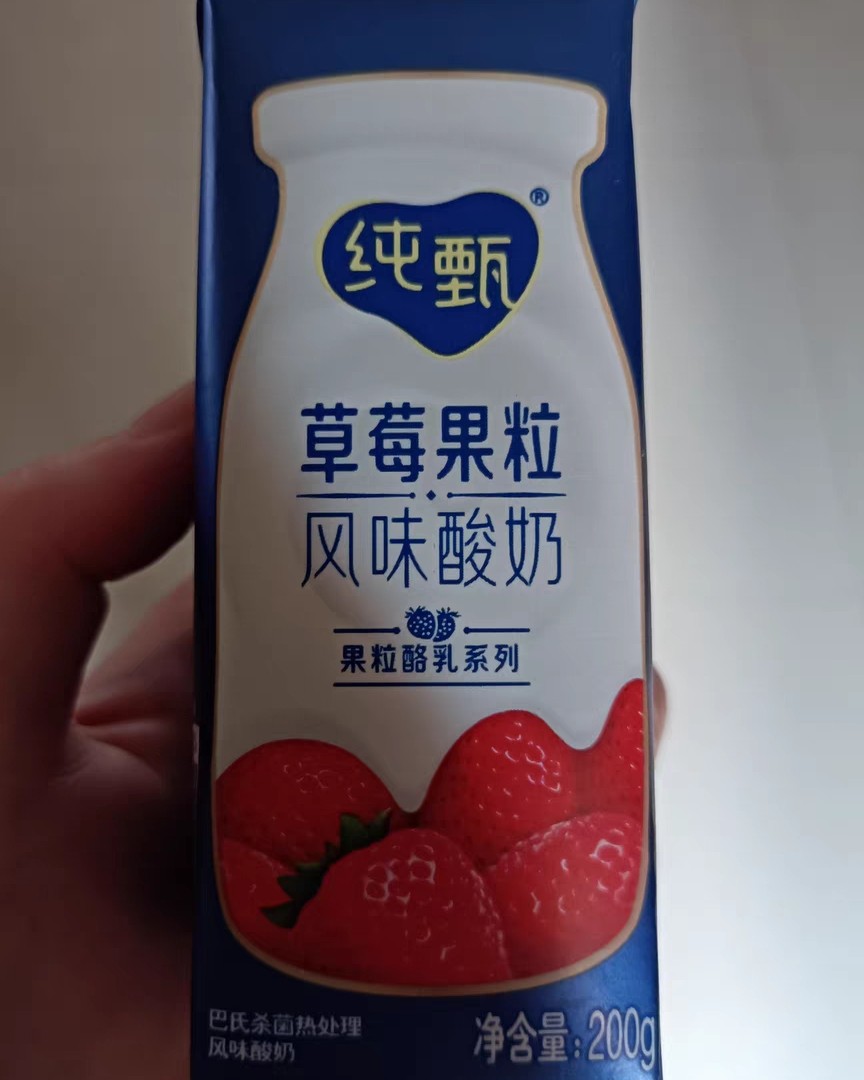 纯甄®
草莓果粒
风味酸奶
果粒酪乳系列
巴氏杀菌热处理
风味酸奶
净含量:200g